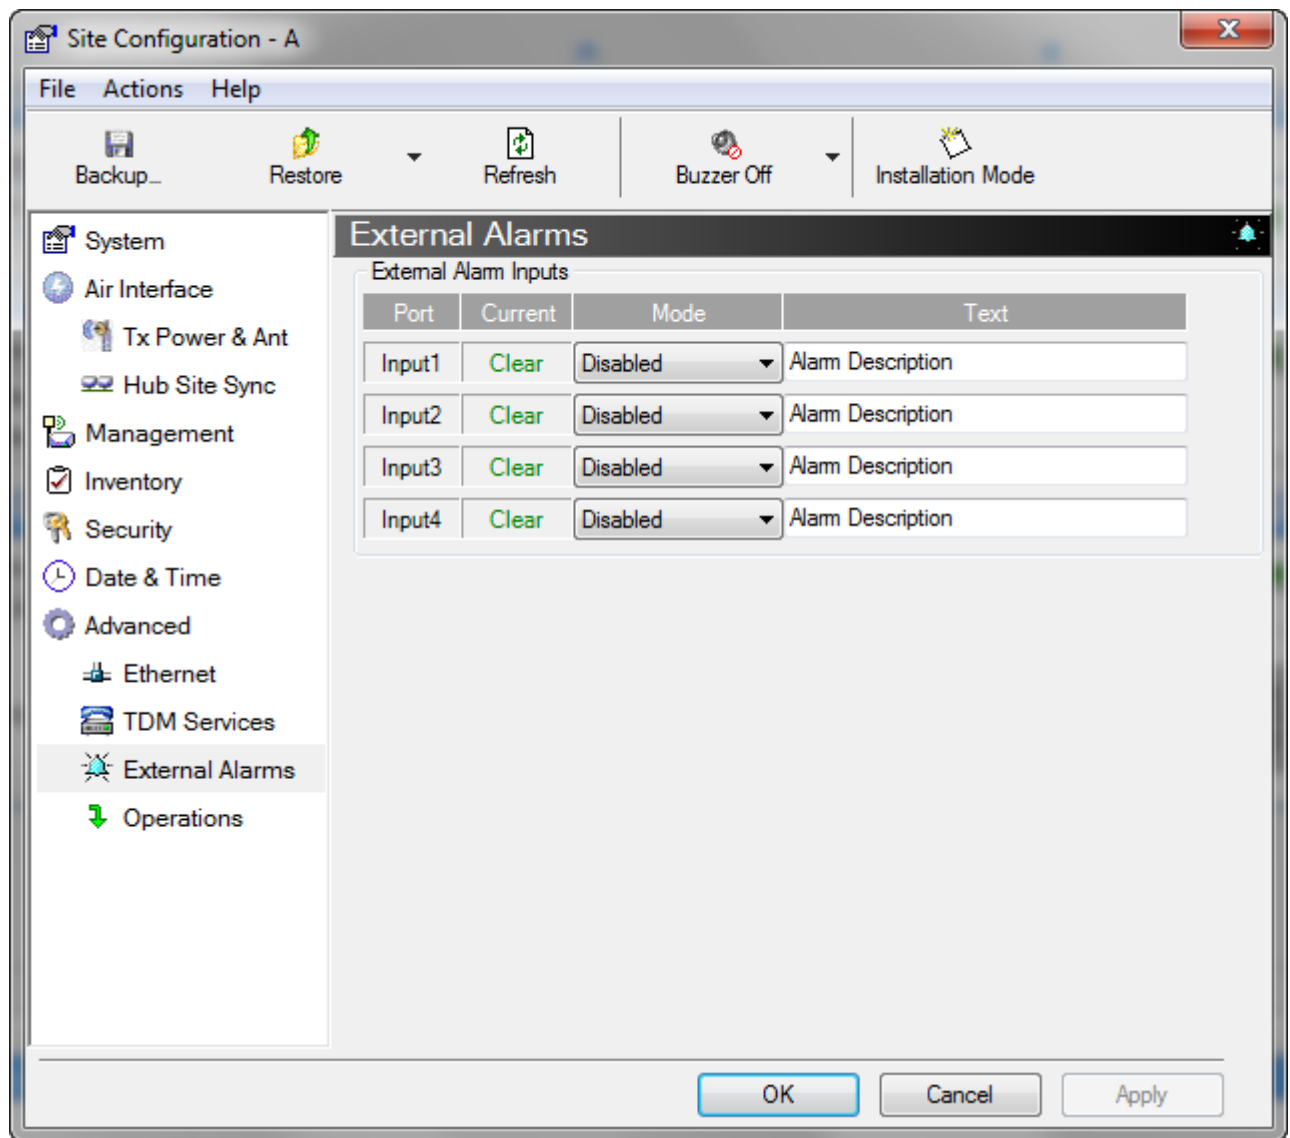 Site Configuration - A
File Actions Help
Backup... Restore Refresh Buzzer Off Installation Mode
System
Air Interface
Tx Power & Ant
Hub Site Sync
Management
Inventory
Security
Date & Time
Advanced
Ethernet
TDM Services
External Alarms
Operations
External Alarms
External Alarm Inputs
Port Current Mode Text
Input1 Clear Disabled Alarm Description
Input2 Clear Disabled Alarm Description
Input3 Clear Disabled Alarm Description
Input4 Clear Disabled Alarm Description
OK Cancel Apply